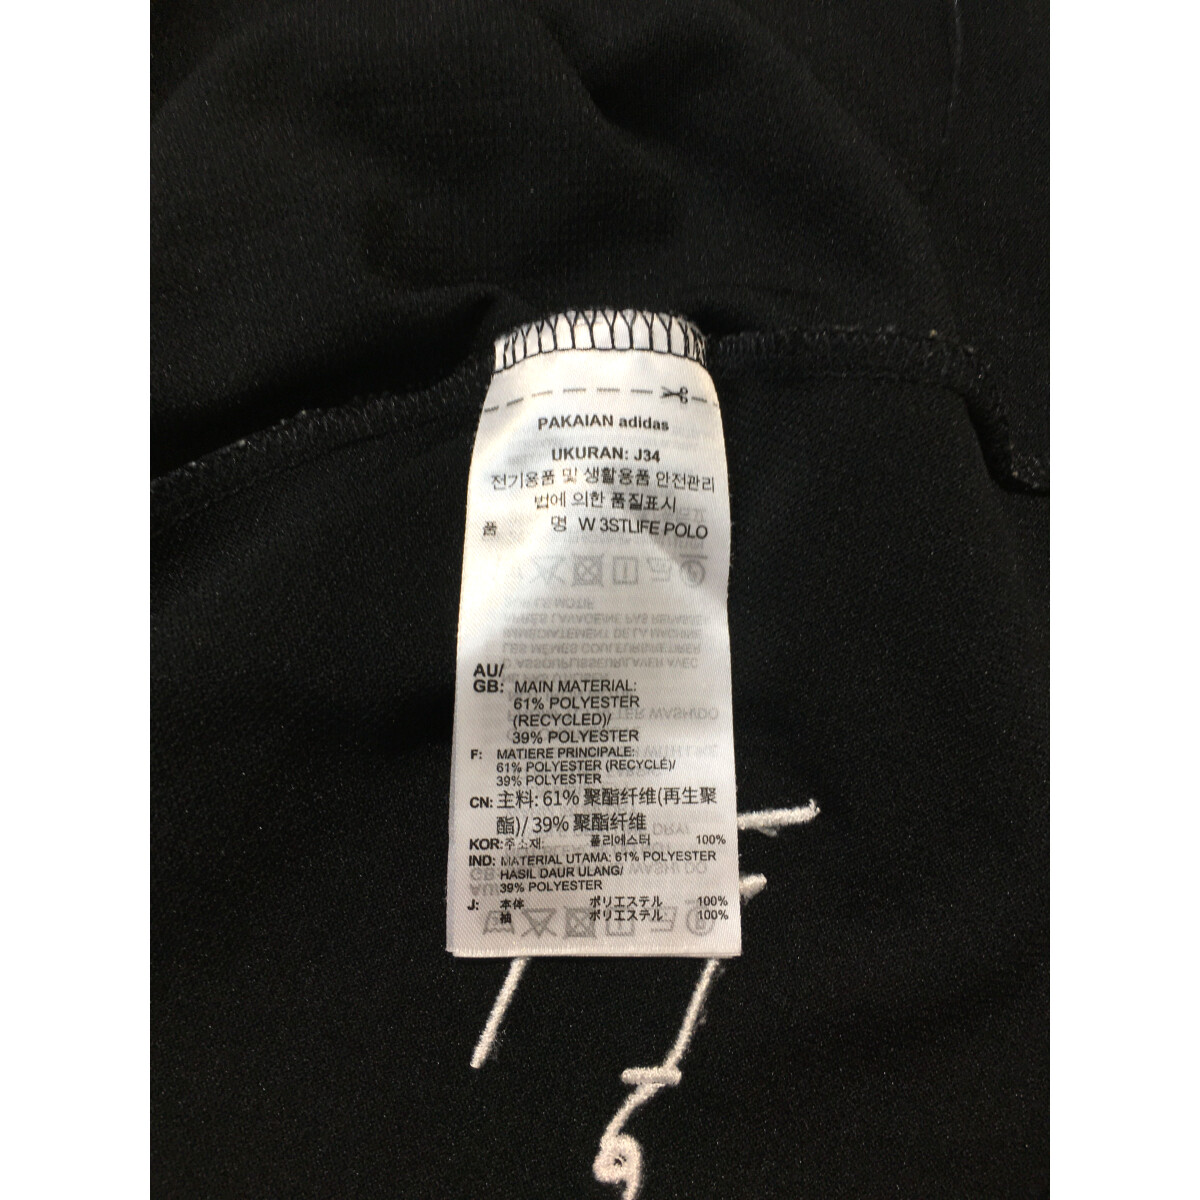 PAKAIAN adidas
UKURAN: J34
전기용품 및 생활용품 안전관리
법에 의한 품질표시
품 명 W 3STLIFE POLO
AU/
GB: MAIN MATERIAL:
61% POLYESTER
(RECYCLED)/
39% POLYESTER
F: MATIERE PRINCIPALE:
61% POLYESTER (RECYCLÉ)/
39% POLYESTER
CN: 主料: 61% 聚酯纤维(再生聚
酯)/ 39% 聚酯纤维
KOR: 주소재: 폴리에스터 100%
IND: MATERIAL UTAMA: 61% POLYESTER
HASIL DAUR ULANG/
39% POLYESTER
J: 本体 ポリエステル 100%
袖 ポリエステル 100%